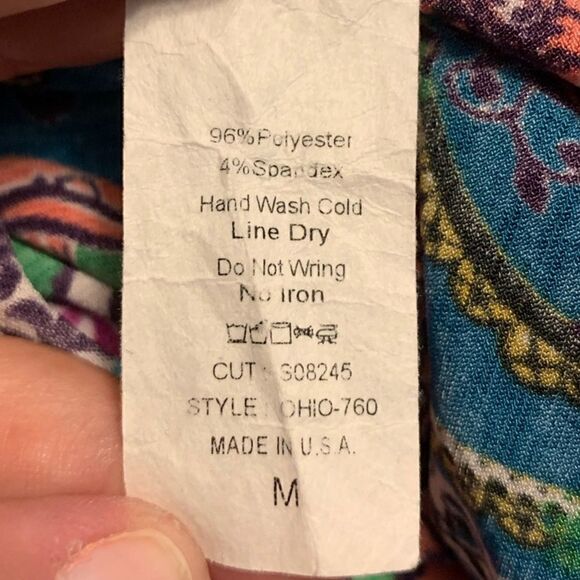 96%Polyester
4%Spandex
Hand Wash Cold
Line Dry
Do Not Wring
No Iron
CUT : S08245
STYLE : OHIO-760
MADE IN U.S.A.
M